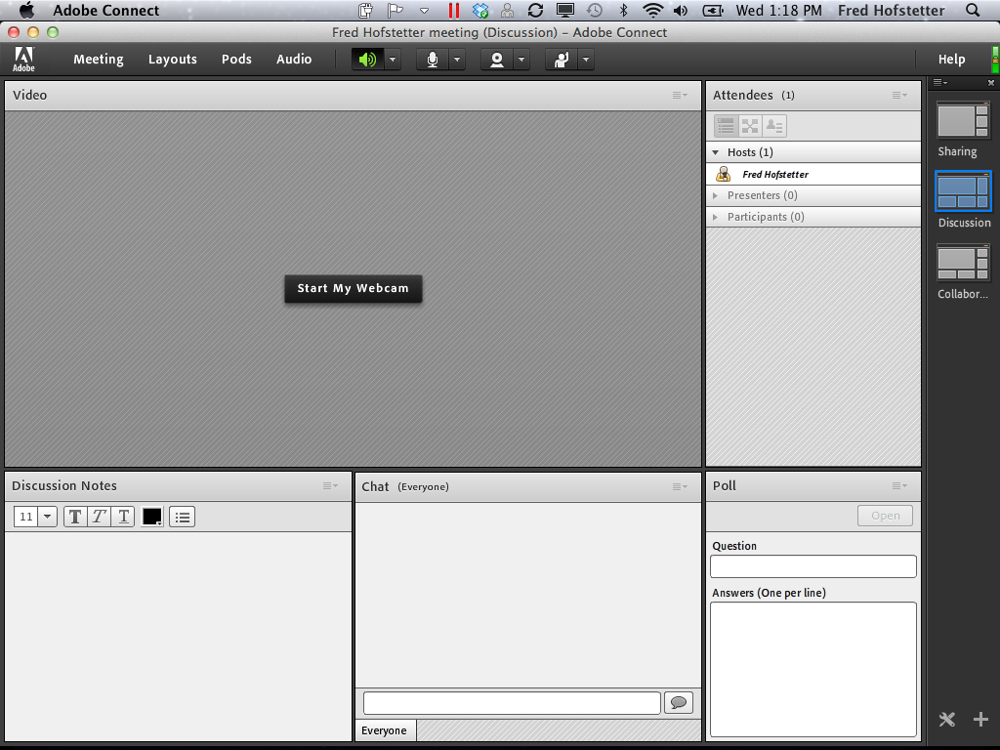 Adobe Connect Wed 1:18 PM Fred Hofstetter
Fred Hofstetter meeting (Discussion) – Adobe Connect
Adobe Meeting Layouts Pods Audio Help
Video
Start My Webcam
Attendees (1)
Hosts (1)
Fred Hofstetter
Presenters (0)
Participants (0)
Sharing
Discussion
Collabor...
Discussion Notes
11 T T T
Chat (Everyone)
Everyone
Poll
Open
Question
Answers (One per line)